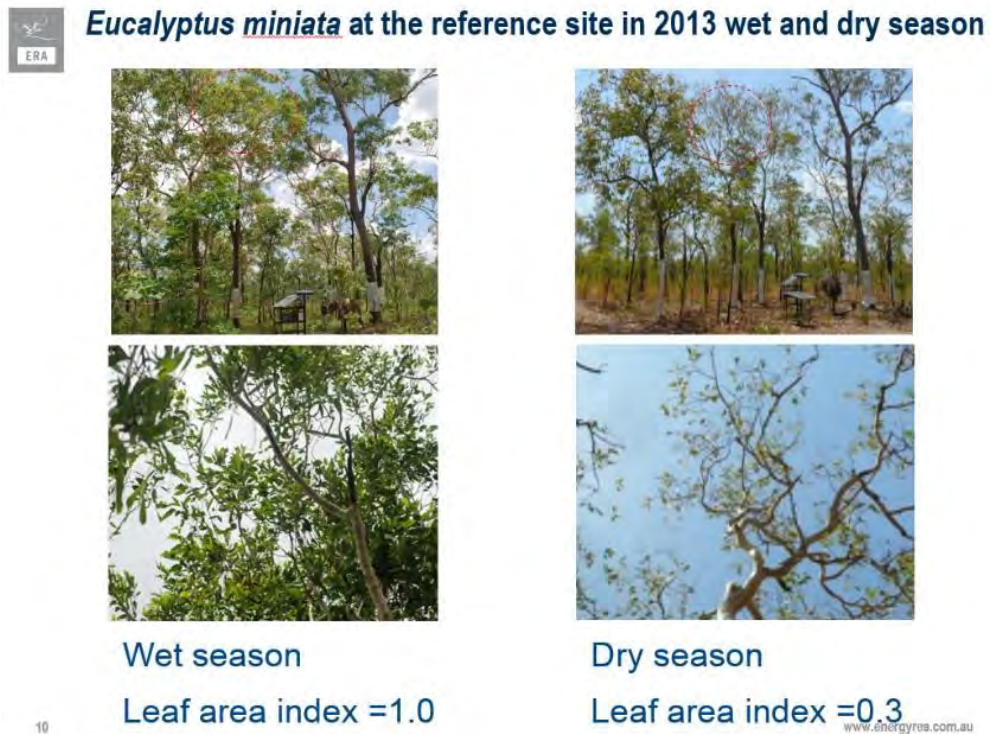 ERA
Eucalyptus miniata at the reference site in 2013 wet and dry season
Wet season
Leaf area index =1.0
Dry season
Leaf area index =0.3
10
www.energyres.com.au